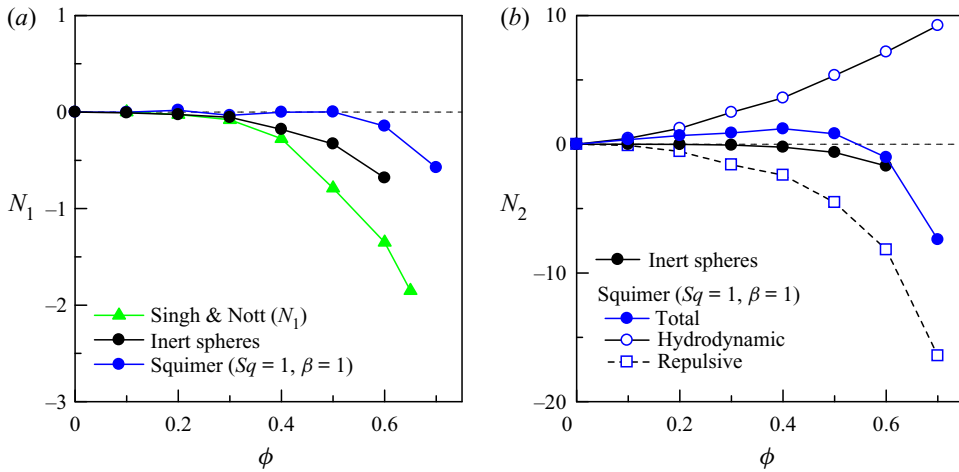 (a)
1
0
–1
–2
–3
N1
Singh & Nott (N1)
Inert spheres
Squimer (Sq = 1, β = 1)
0
0.2
0.4
0.6
ϕ
(b)
10
0
–10
–20
N2
Inert spheres
Squimer (Sq = 1, β = 1)
Total
Hydrodynamic
Repulsive
0
0.2
0.4
0.6
ϕ